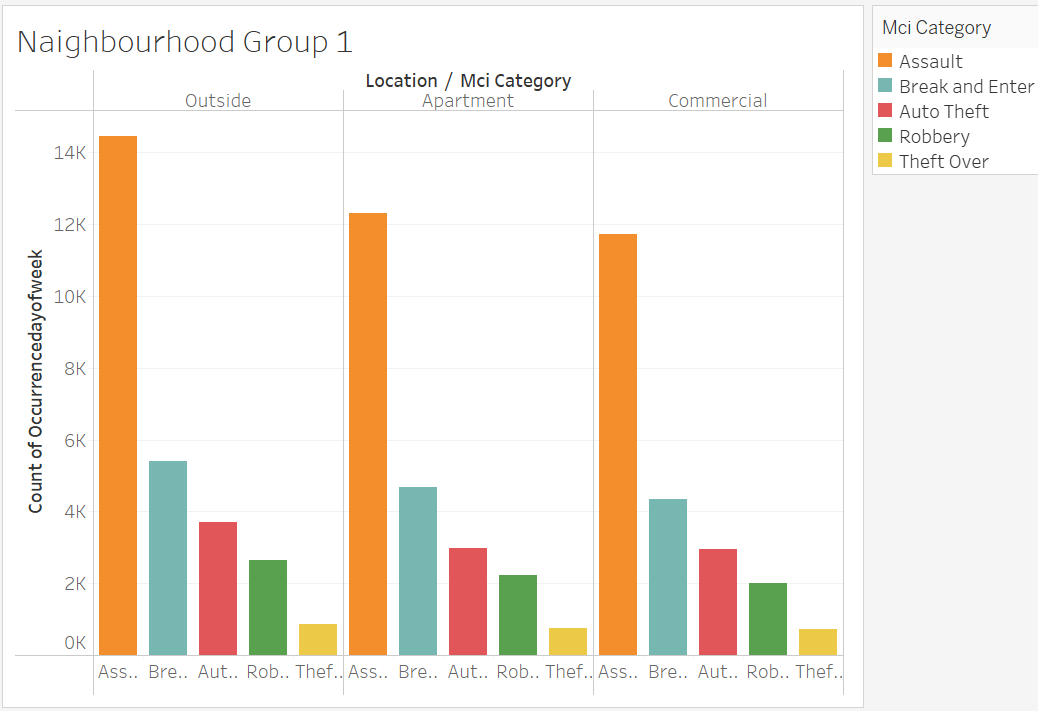 Naighbourhood Group 1
Location / Mci Category
Outside Apartment Commercial
14K
12K
10K
8K
6K
4K
2K
0K
Count of Occurrencedayofweek
Ass.. Bre.. Aut.. Rob.. Thef.. Ass.. Bre.. Aut.. Rob.. Thef.. Ass.. Bre.. Aut.. Rob.. Thef..
Mci Category
Assault
Break and Enter
Auto Theft
Robbery
Theft Over